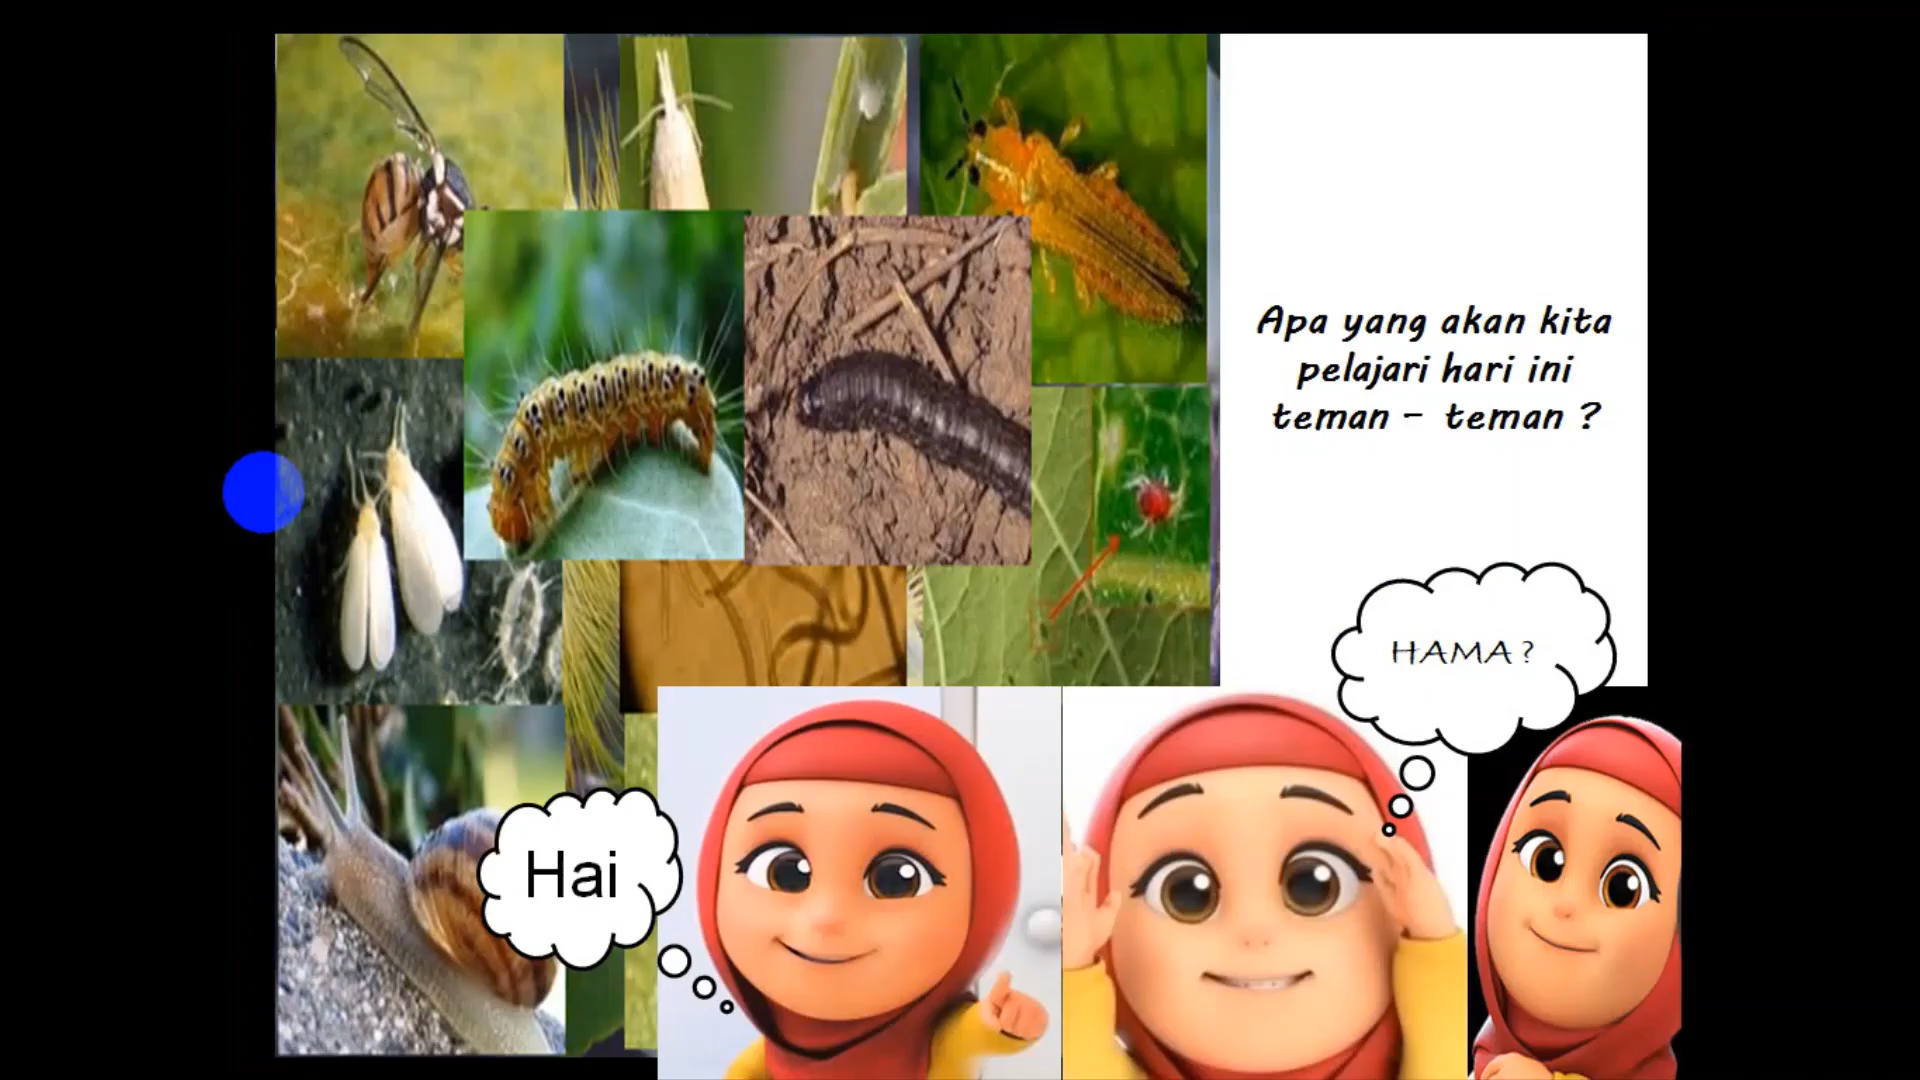 Apa yang akan kita
pelajari hari ini
teman - teman ?
HAMA ?
Hai